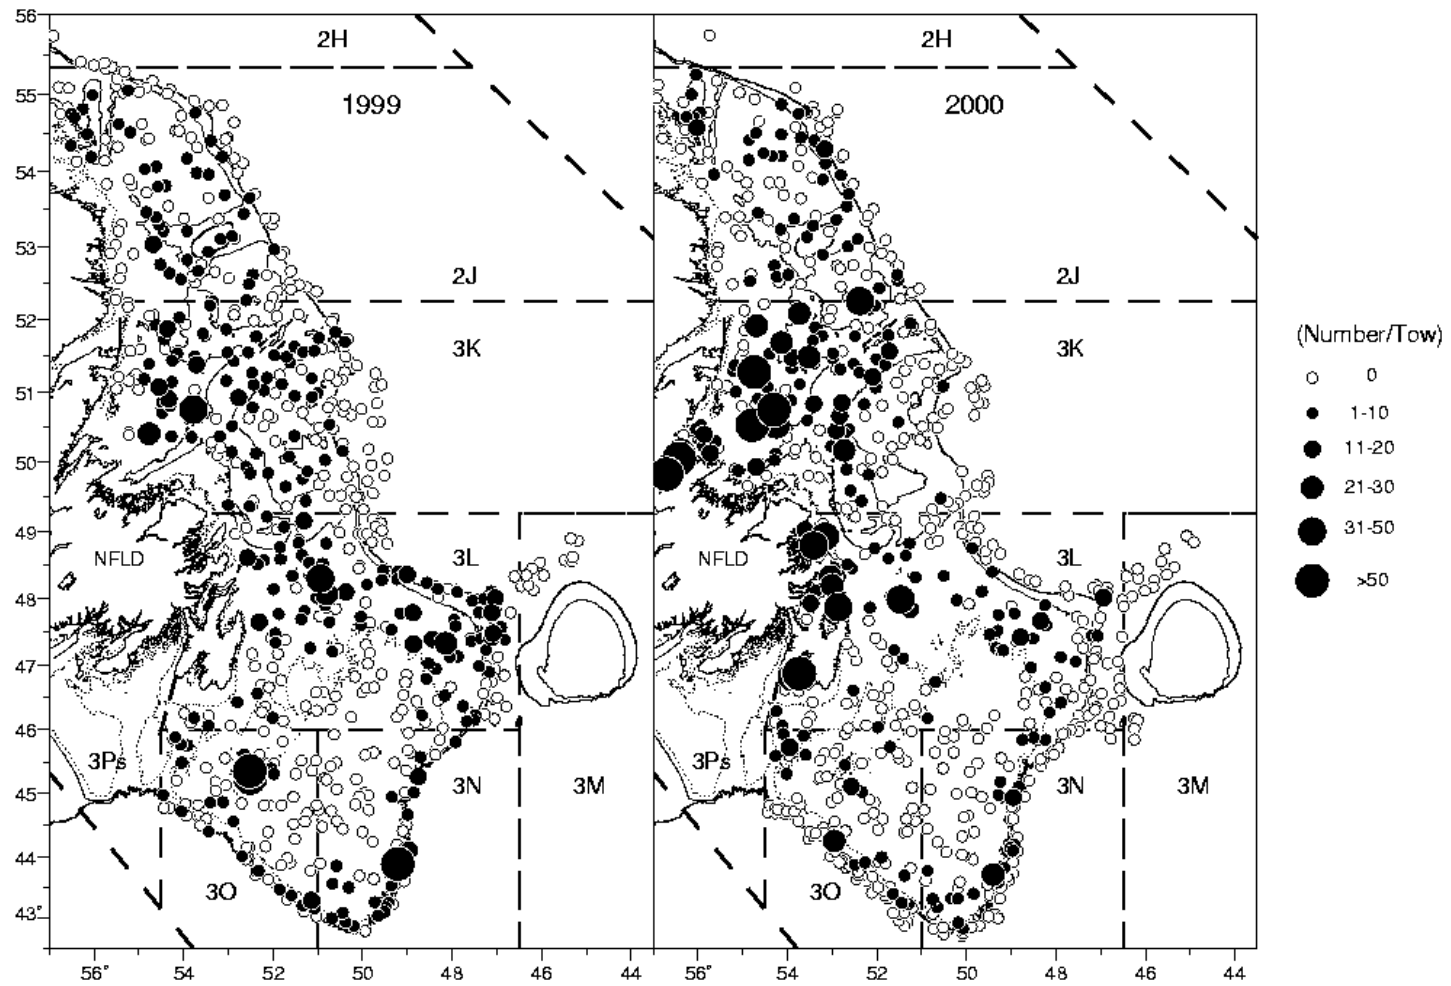 56
2H
2H
55
1999
2000
(Number/Tow)
54
53
2J
2J
52
3K
3K
0
51
1-10
11-20
50
21-30
49
31-50
NFLD
3L
NFLD
3L
>50
48
47
46
3Ps
3N
3M
3Ps
3N
3M
45
44
3O
3O
43°
56° 54 52 50 48 46 44 56° 54 52 50 48 46 44